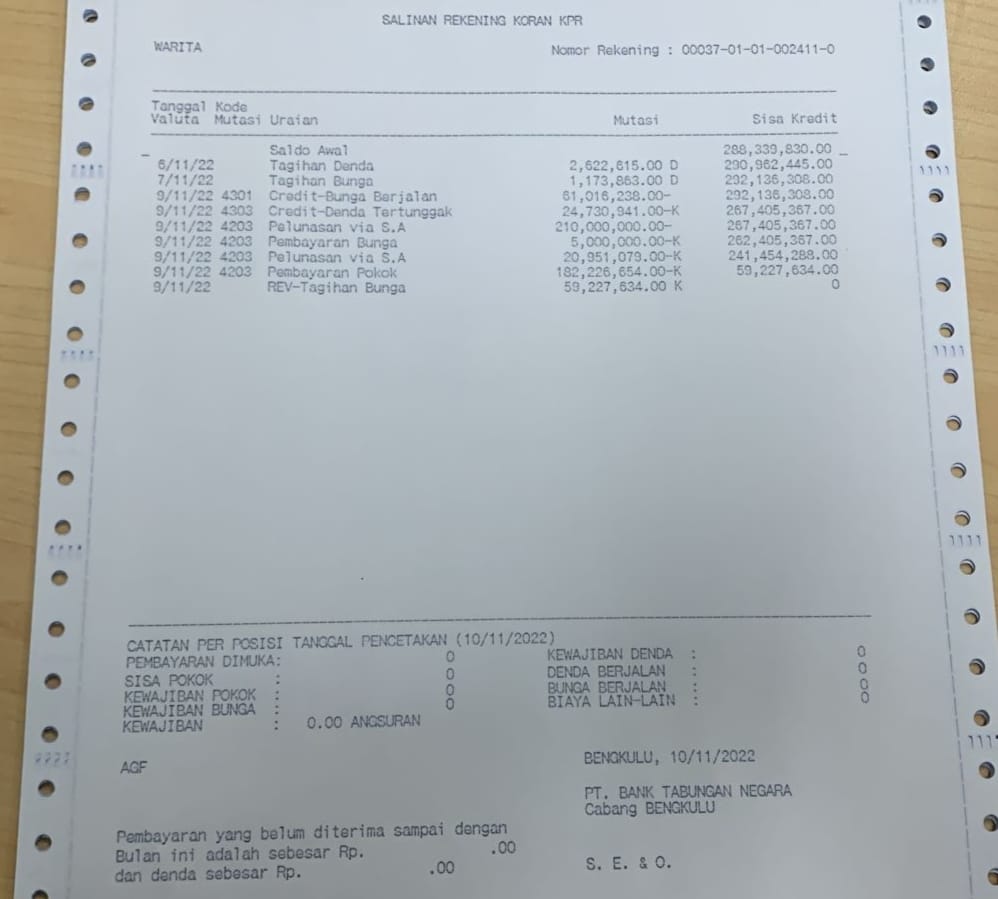 SALINAN REKENING KORAN KPR
WARITA Nomor Rekening : 00037-01-01-002411-0
Tanggal Kode
Valuta Mutasi Uraian Mutasi Sisa Kredit
Saldo Awal 288,339,830.00
6/11/22 Tagihan Denda 2,622,615.00 D 290,962,445.00
7/11/22 Tagihan Bunga 1,173,863.00 D 292,136,308.00
9/11/22 4301 Credit-Bunga Berjalan 61,016,238.00- 292,136,308.00
9/11/22 4303 Credit-Denda Tertunggak 24,730,941.00-K 267,405,367.00
9/11/22 4203 Pelunasan via S.A 210,000,000.00- 267,405,367.00
9/11/22 4203 Pembayaran Bunga 5,000,000.00-K 262,405,367.00
9/11/22 4203 Pelunasan via S.A 20,951,079.00-K 241,454,288.00
9/11/22 4203 Pembayaran Pokok 182,226,654.00-K 59,227,634.00
9/11/22 REV-Tagihan Bunga 59,227,634.00 K 0
CATATAN PER POSISI TANGGAL PENCETAKAN (10/11/2022)
PEMBAYARAN DIMUKA: 0 KEWAJIBAN DENDA : 0
SISA POKOK : 0 DENDA BERJALAN : 0
KEWAJIBAN POKOK : 0 BUNGA BERJALAN : 0
KEWAJIBAN BUNGA : 0 BIAYA LAIN-LAIN : 0
KEWAJIBAN : 0.00 ANGSURAN
AGF BENGKULU, 10/11/2022
PT. BANK TABUNGAN NEGARA
Cabang BENGKULU
Pembayaran yang belum diterima sampai dengan
Bulan ini adalah sebesar Rp. .00
dan denda sebesar Rp. .00 S. E. & O.